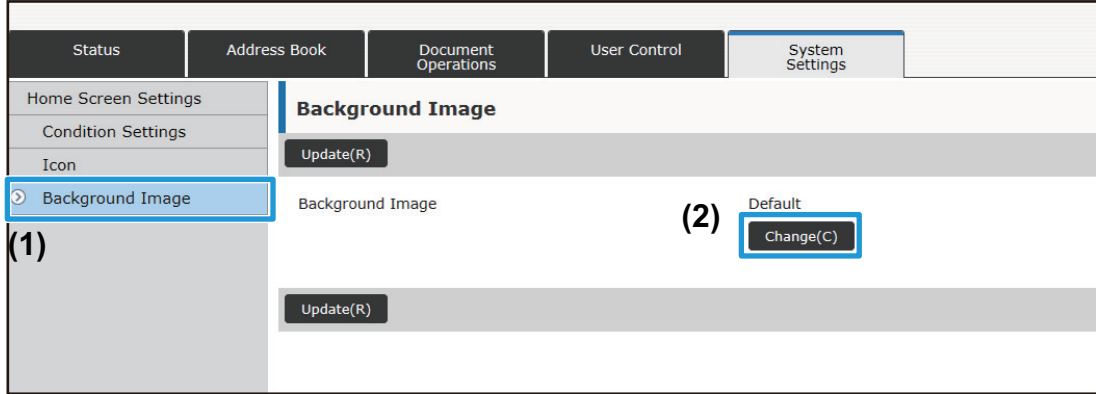 Status
Address Book
Document
Operations
User Control
System
Settings
Home Screen Settings
Condition Settings
Icon
Background Image
(1)
Background Image
Update(R)
Background Image
Default
(2)
Change(C)
Update(R)